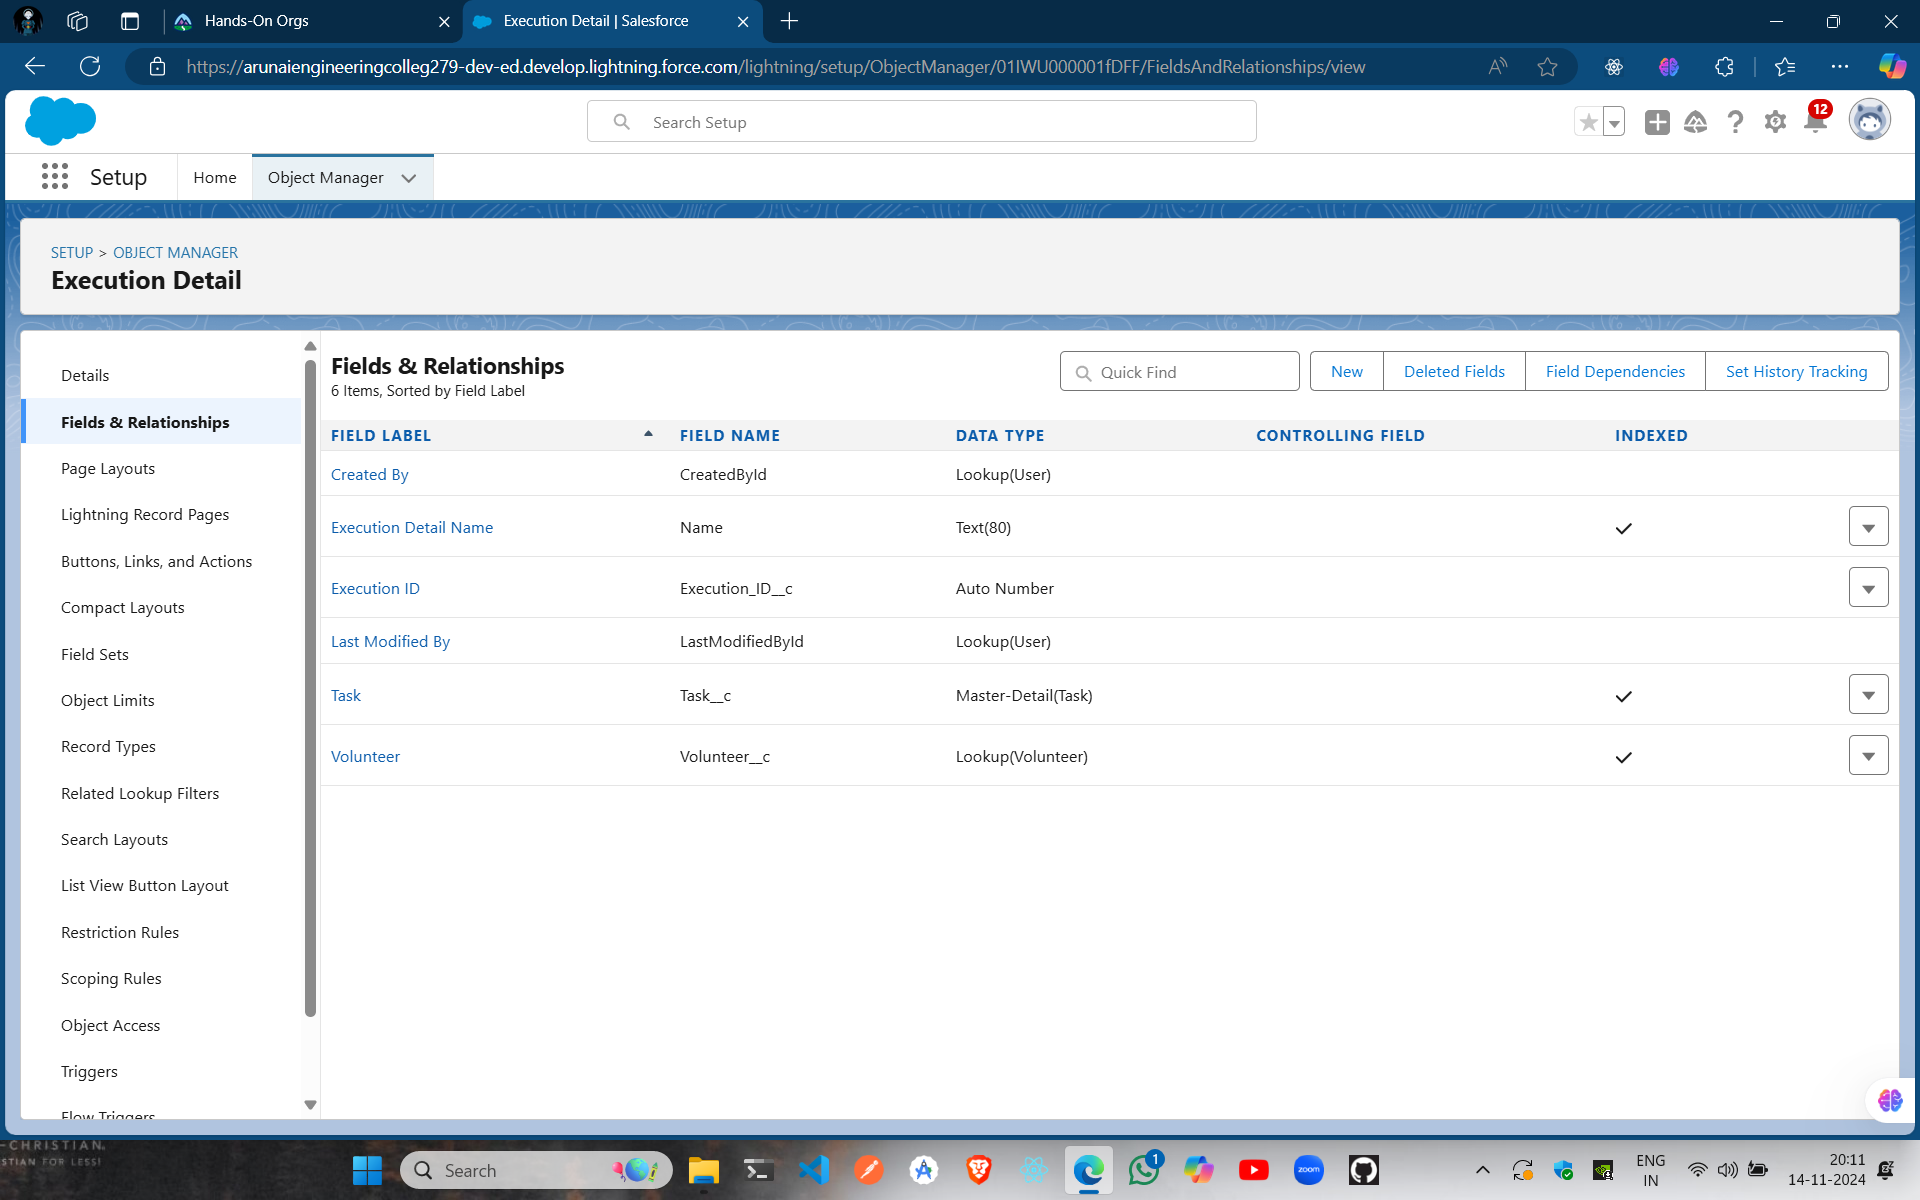 Hands-On Orgs
Execution Detail | Salesforce
https://arunaiengineeringcolleg279-dev-ed.develop.lightning.force.com/lightning/setup/ObjectManager/01IWU000001fDFF/FieldsAndRelationships/view
Search Setup
12
Setup
Home
Object Manager
SETUP > OBJECT MANAGER
Execution Detail
Details
Fields & Relationships
Page Layouts
Lightning Record Pages
Buttons, Links, and Actions
Compact Layouts
Field Sets
Object Limits
Record Types
Related Lookup Filters
Search Layouts
List View Button Layout
Restriction Rules
Scoping Rules
Object Access
Triggers
Flow Triggers
Fields & Relationships
6 Items, Sorted by Field Label
Quick Find
New
Deleted Fields
Field Dependencies
Set History Tracking
FIELD LABEL FIELD NAME DATA TYPE CONTROLLING FIELD INDEXED
Created By CreatedById Lookup(User)
Execution Detail Name Name Text(80)
Execution ID Execution_ID__c Auto Number
Last Modified By LastModifiedById Lookup(User)
Task Task__c Master-Detail(Task)
Volunteer Volunteer__c Lookup(Volunteer)
CHRISTIAN
STIAN FOR LESS!
Search
1
zoom
ENG
IN
20:11
14-11-2024